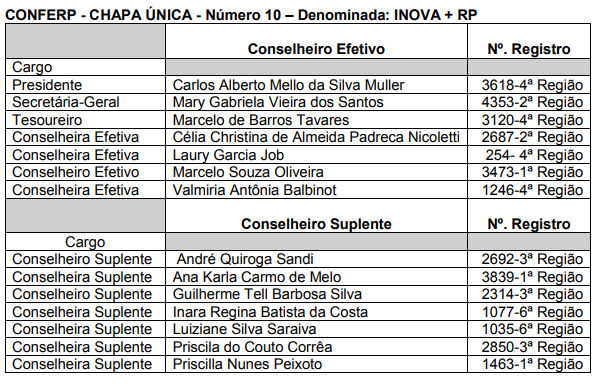 CONFERP - CHAPA ÚNICA - Número 10 – Denominada: INOVA + RP
Conselheiro Efetivo Nº. Registro
Cargo
Presidente Carlos Alberto Mello da Silva Muller 3618-4ª Região
Secretária-Geral Mary Gabriela Vieira dos Santos 4353-2ª Região
Tesoureiro Marcelo de Barros Tavares 3120-4ª Região
Conselheira Efetiva Célia Christina de Almeida Padreca Nicoletti 2687-2ª Região
Conselheira Efetiva Laury Garcia Job 254- 4ª Região
Conselheiro Efetivo Marcelo Souza Oliveira 3473-1ª Região
Conselheira Efetiva Valmiria Antônia Balbinot 1246-4ª Região
Conselheiro Suplente Nº. Registro
Cargo
Conselheiro Suplente André Quiroga Sandi 2692-3ª Região
Conselheira Suplente Ana Karla Carmo de Melo 3839-1ª Região
Conselheiro Suplente Guilherme Tell Barbosa Silva 2314-3ª Região
Conselheira Suplente Inara Regina Batista da Costa 1077-6ª Região
Conselheira Suplente Luiziane Silva Saraiva 1035-6ª Região
Conselheira Suplente Priscila do Couto Corrêa 2850-3ª Região
Conselheira Suplente Priscilla Nunes Peixoto 1463-1ª Região